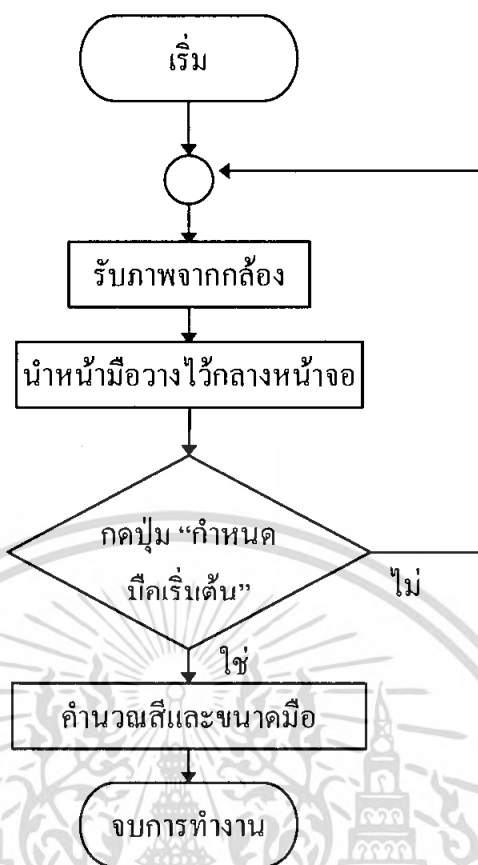 เริ่ม
รับภาพจากกล้อง
นำหน้ามือวางไว้กลางหน้าจอ
กดปุ่ม “กำหนด
มือเริ่มต้น”
ไม่
ใช่
คำนวณสีและขนาดมือ
จบการทำงาน